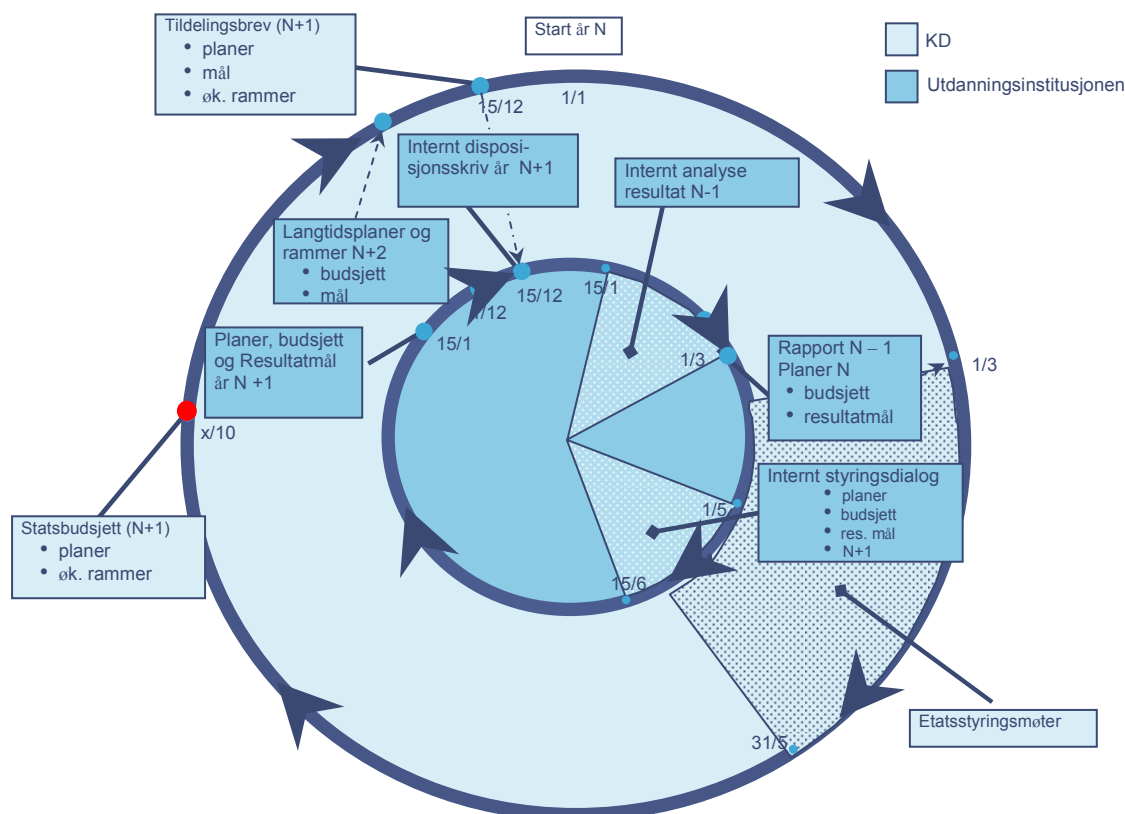 Tildelingsbrev (N+1)
• planer
• mål
• øk. rammer
Start år N
KD
Utdanningsinstitusjonen
15/12
1/1
Internt disposi-
sjonsskriv år N+1
Internt analyse
resultat N-1
Langtidsplaner og
rammer N+2
• budsjett
• mål
/12
15/12
15/1
Planer, budsjett
og Resultatmål
år N +1
15/1
1/3
Rapport N – 1
Planer N
• budsjett
• resultatmål
1/3
x/10
Internt styringsdialog
• planer
• budsjett
• res. mål
• N+1
1/5
Statsbudsjett (N+1)
• planer
• øk. rammer
15/6
Etatsstyringsmøter
31/5